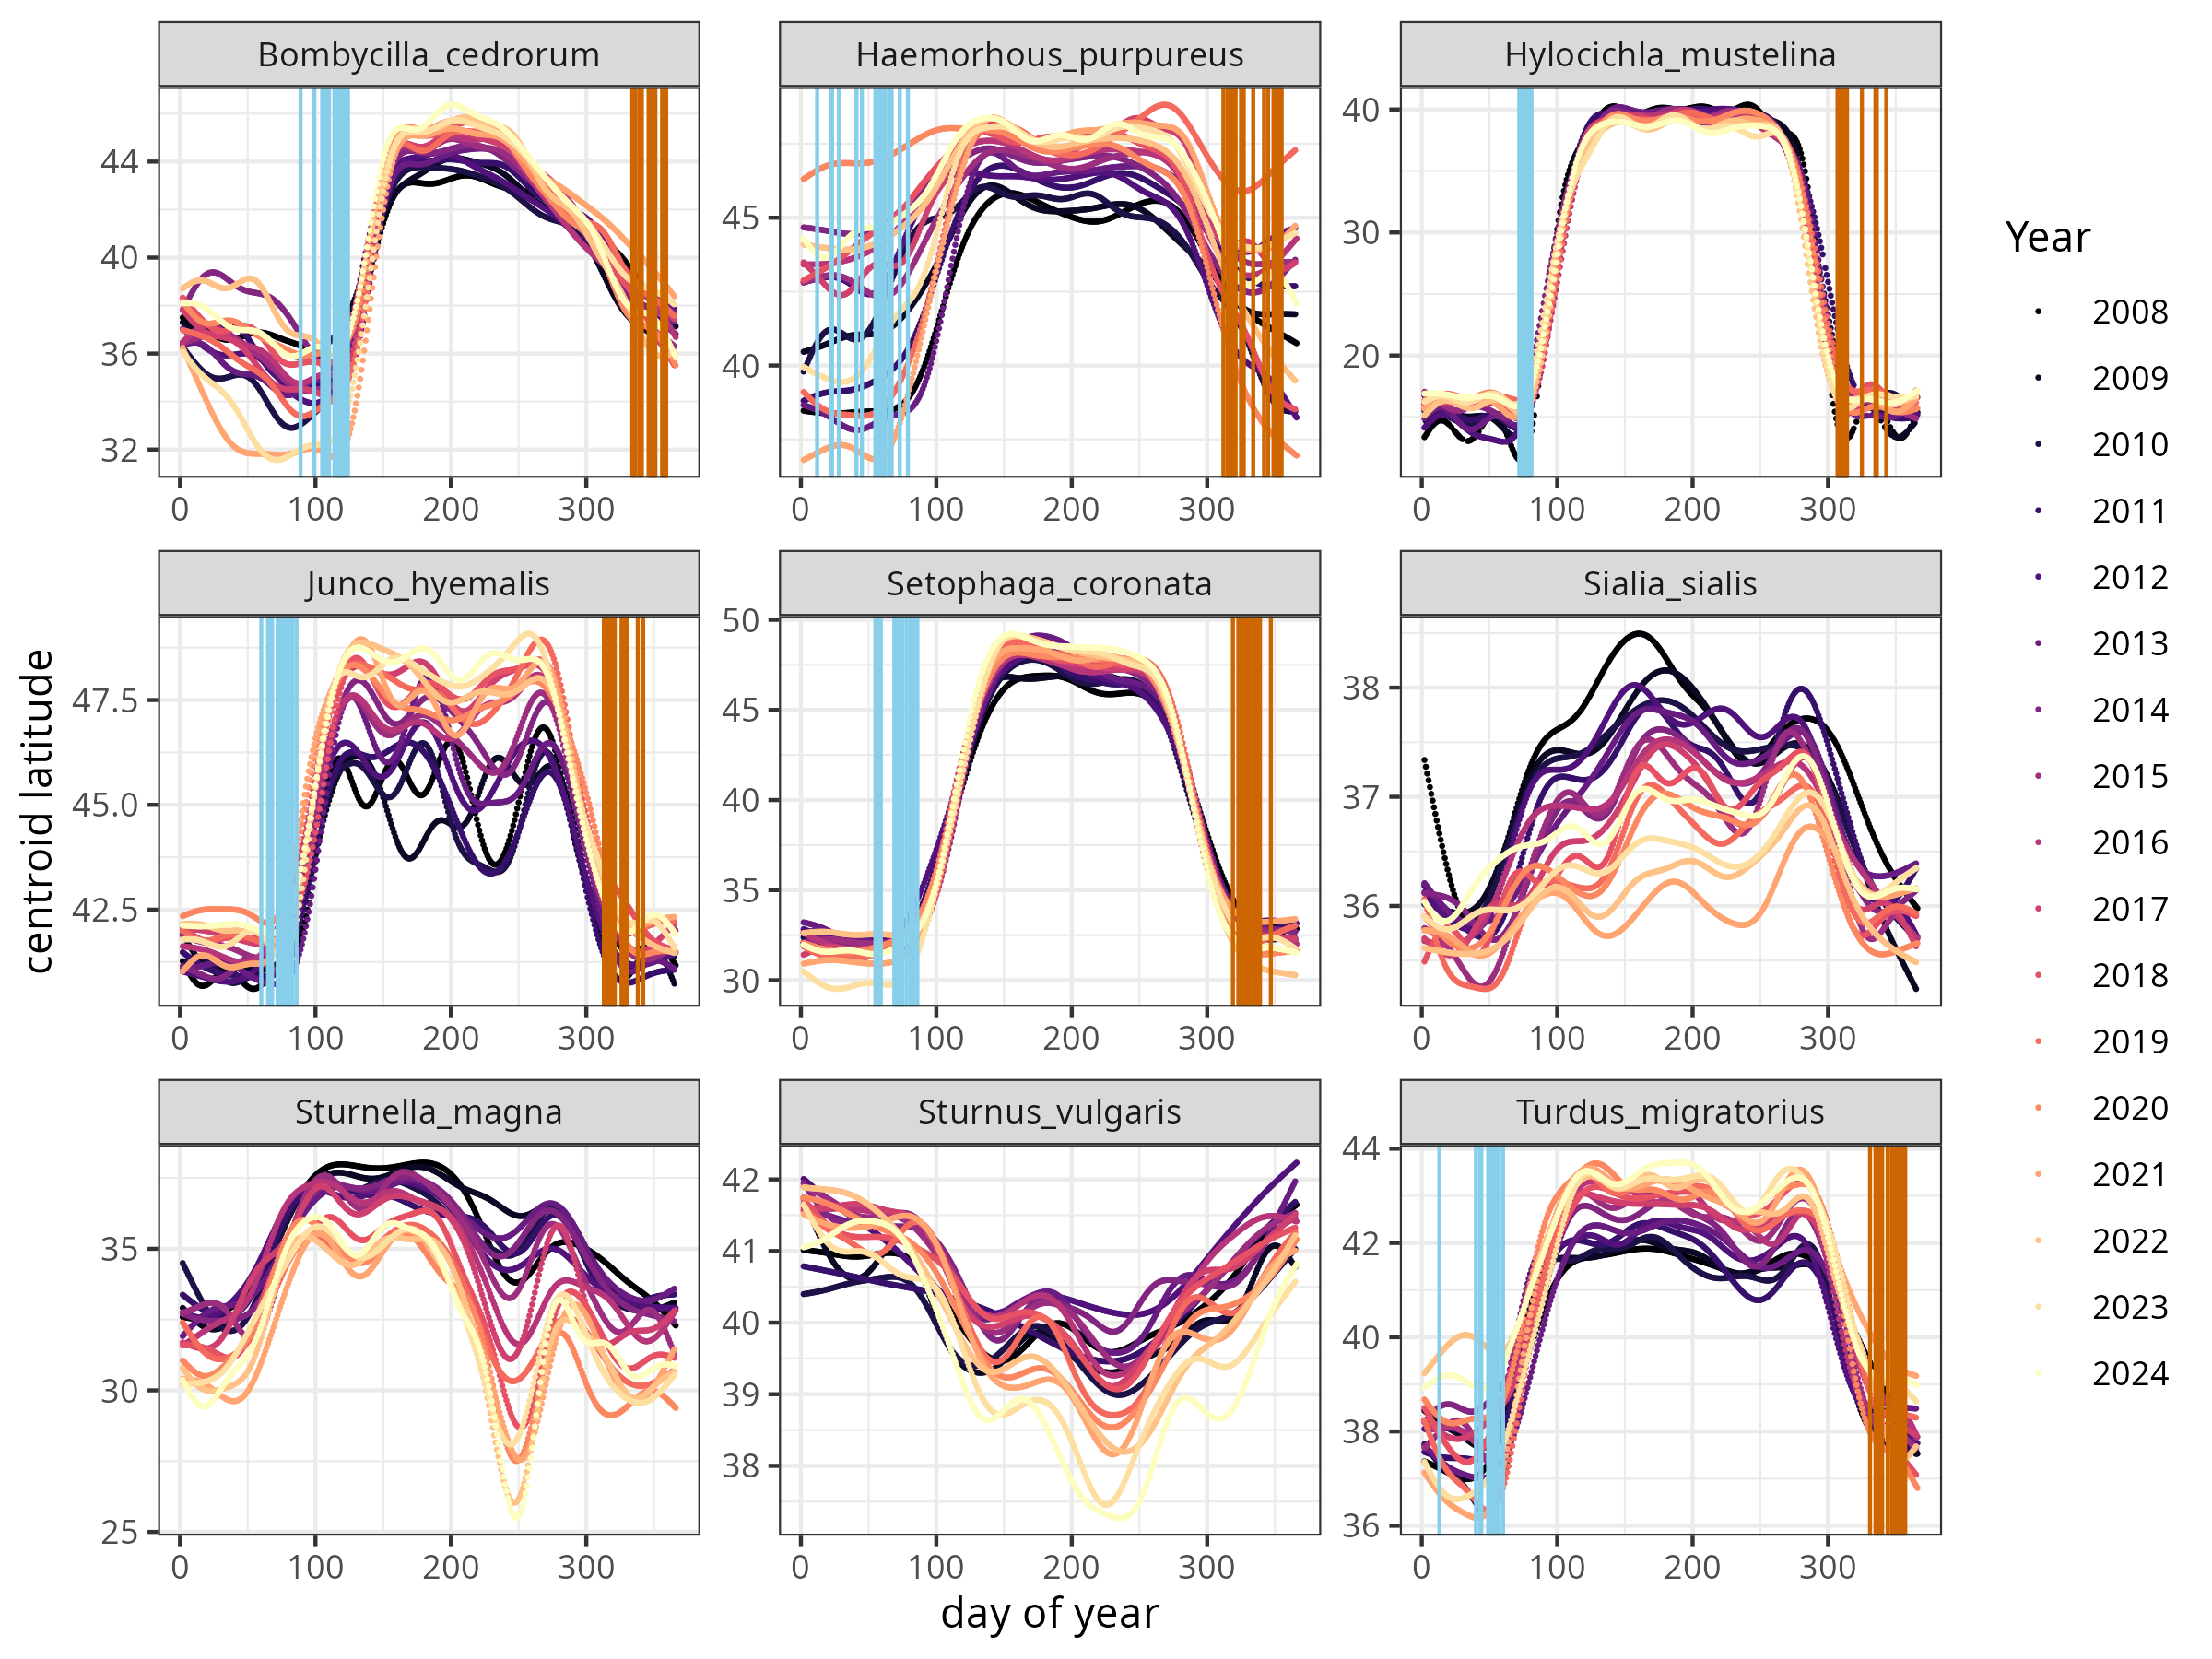 Bombycilla_cedrorum
Haemorhous_purpureus
Hylocichla_mustelina
44
40
36
32
45
40
40
30
20
0 100 200 300
0 100 200 300
0 100 200 300
Junco_hyemalis
Setophaga_coronata
Sialia_sialis
47.5
45.0
42.5
50
45
40
35
30
38
37
36
0 100 200 300
0 100 200 300
0 100 200 300
Sturnella_magna
Sturnus_vulgaris
Turdus_migratorius
35
30
25
42
41
40
39
38
44
42
40
38
36
0 100 200 300
0 100 200 300
0 100 200 300
centroid latitude
day of year
Year
2008
2009
2010
2011
2012
2013
2014
2015
2016
2017
2018
2019
2020
2021
2022
2023
2024